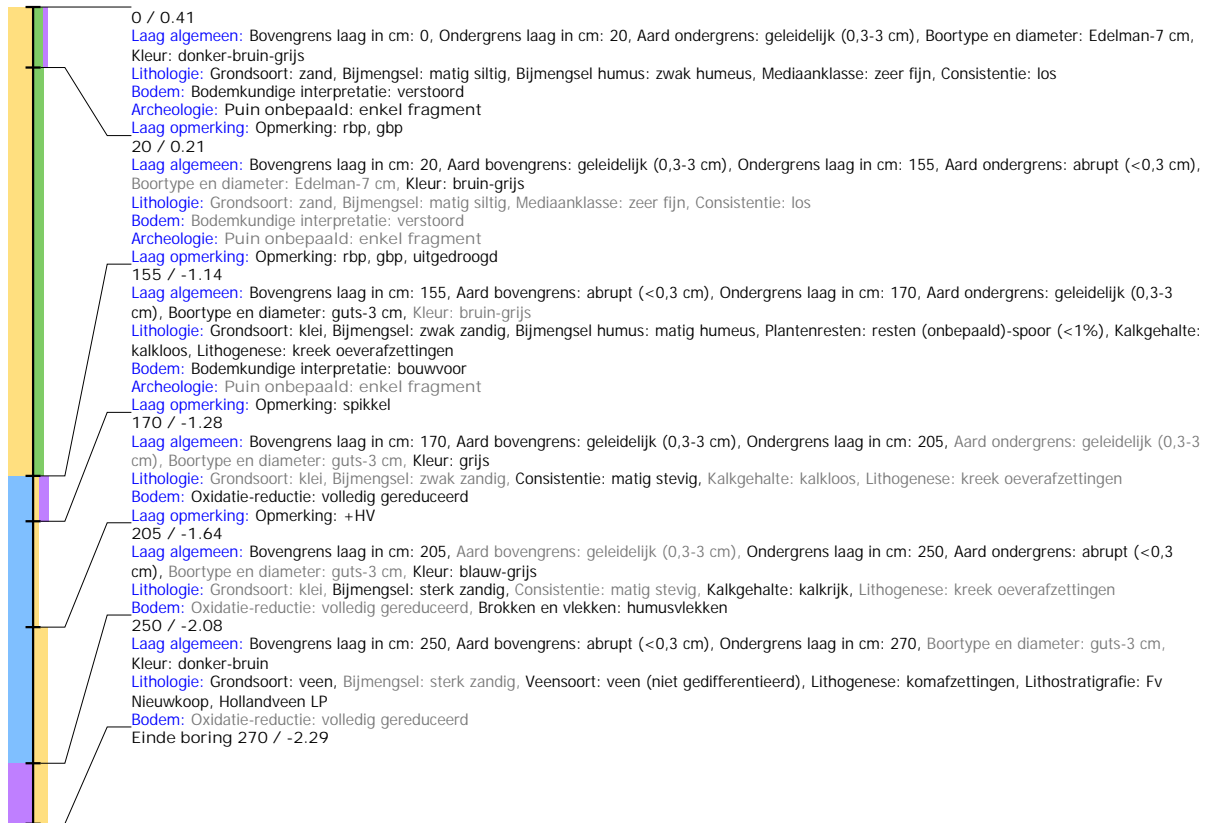 0 / 0.41
Laag algemeen: Bovengrens laag in cm: 0, Ondergrens laag in cm: 20, Aard ondergrens: geleidelijk (0,3-3 cm), Boortype en diameter: Edelman-7 cm,
Kleur: donker-bruin-grijs
Lithologie: Grondsoort: zand, Bijmengsel: matig siltig, Bijmengsel humus: zwak humeus, Mediaanklasse: zeer fijn, Consistentie: los
Bodem: Bodemkundige interpretatie: verstoord
Archeologie: Puin onbepaald: enkel fragment
Laag opmerking: Opmerking: rbp, gbp
20 / 0.21
Laag algemeen: Bovengrens laag in cm: 20, Aard bovengrens: geleidelijk (0,3-3 cm), Ondergrens laag in cm: 155, Aard ondergrens: abrupt (<0,3 cm),
Boortype en diameter: Edelman-7 cm, Kleur: bruin-grijs
Lithologie: Grondsoort: zand, Bijmengsel: matig siltig, Mediaanklasse: zeer fijn, Consistentie: los
Bodem: Bodemkundige interpretatie: verstoord
Archeologie: Puin onbepaald: enkel fragment
Laag opmerking: Opmerking: rbp, gbp, uitgedroogd
155 / -1.14
Laag algemeen: Bovengrens laag in cm: 155, Aard bovengrens: abrupt (<0,3 cm), Ondergrens laag in cm: 170, Aard ondergrens: geleidelijk (0,3-3
cm), Boortype en diameter: guts-3 cm, Kleur: bruin-grijs
Lithologie: Grondsoort: klei, Bijmengsel: zwak zandig, Bijmengsel humus: matig humeus, Plantenresten: resten (onbepaald)-spoor (<1%), Kalkgehalte:
kalkloos, Lithogenese: kreek oeverafzettingen
Bodem: Bodemkundige interpretatie: bouwvoor
Archeologie: Puin onbepaald: enkel fragment
Laag opmerking: Opmerking: spikkel
170 / -1.28
Laag algemeen: Bovengrens laag in cm: 170, Aard bovengrens: geleidelijk (0,3-3 cm), Ondergrens laag in cm: 205, Aard ondergrens: geleidelijk (0,3-3
cm), Boortype en diameter: guts-3 cm, Kleur: grijs
Lithologie: Grondsoort: klei, Bijmengsel: zwak zandig, Consistentie: matig stevig, Kalkgehalte: kalkloos, Lithogenese: kreek oeverafzettingen
Bodem: Oxidatie-reductie: volledig gereduceerd
Laag opmerking: Opmerking: +HV
205 / -1.64
Laag algemeen: Bovengrens laag in cm: 205, Aard bovengrens: geleidelijk (0,3-3 cm), Ondergrens laag in cm: 250, Aard ondergrens: abrupt (<0,3
cm), Boortype en diameter: guts-3 cm, Kleur: blauw-grijs
Lithologie: Grondsoort: klei, Bijmengsel: sterk zandig, Consistentie: matig stevig, Kalkgehalte: kalkrijk, Lithogenese: kreek oeverafzettingen
Bodem: Oxidatie-reductie: volledig gereduceerd, Brokken en vlekken: humusvlekken
250 / -2.08
Laag algemeen: Bovengrens laag in cm: 250, Aard bovengrens: abrupt (<0,3 cm), Ondergrens laag in cm: 270, Boortype en diameter: guts-3 cm,
Kleur: donker-bruin
Lithologie: Grondsoort: veen, Bijmengsel: sterk zandig, Veensoort: veen (niet gedifferentieerd), Lithogenese: komafzettingen, Lithostratigrafie: Fv
Nieuwkoop, Hollandveen LP
Bodem: Oxidatie-reductie: volledig gereduceerd
Einde boring 270 / -2.29